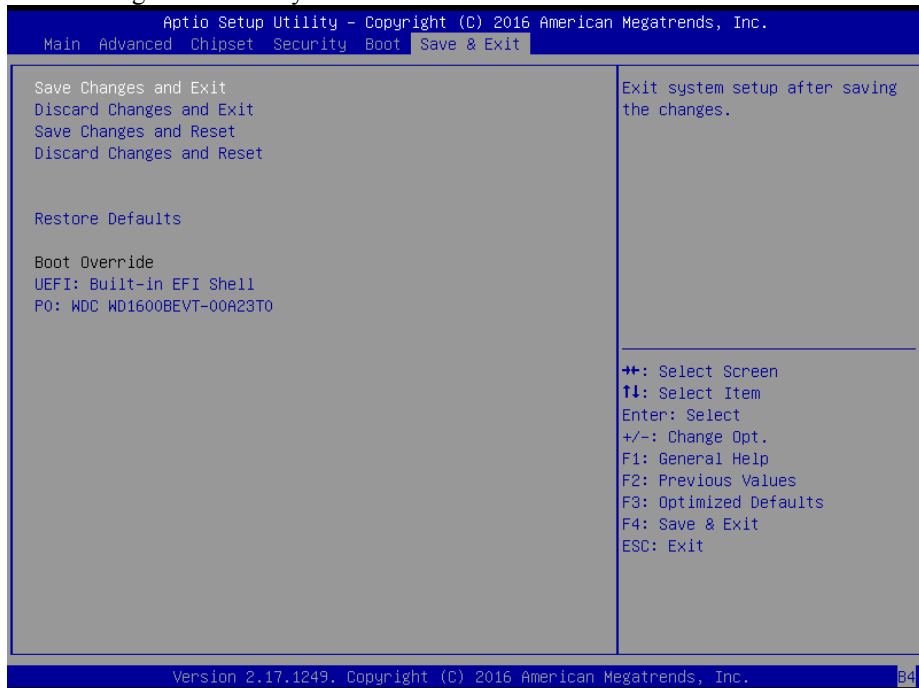 Aptio Setup Utility – Copyright (C) 2016 American Megatrends, Inc.
Main Advanced Chipset Security Boot Save & Exit
Save Changes and Exit
Discard Changes and Exit
Save Changes and Reset
Discard Changes and Reset
Restore Defaults
Boot Override
UEFI: Built-in EFI Shell
P0: WDC WD1600BEVT-00A23T0
Exit system setup after saving
the changes.
→←: Select Screen
↑↓: Select Item
Enter: Select
+/-: Change Opt.
F1: General Help
F2: Previous Values
F3: Optimized Defaults
F4: Save & Exit
ESC: Exit
Version 2.17.1249. Copyright (C) 2016 American Megatrends, Inc.
B4